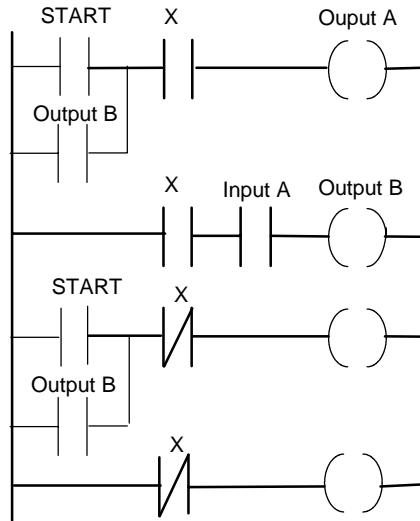 START X Ouput A
Output B
X Input A Output B
START X
Output B
X